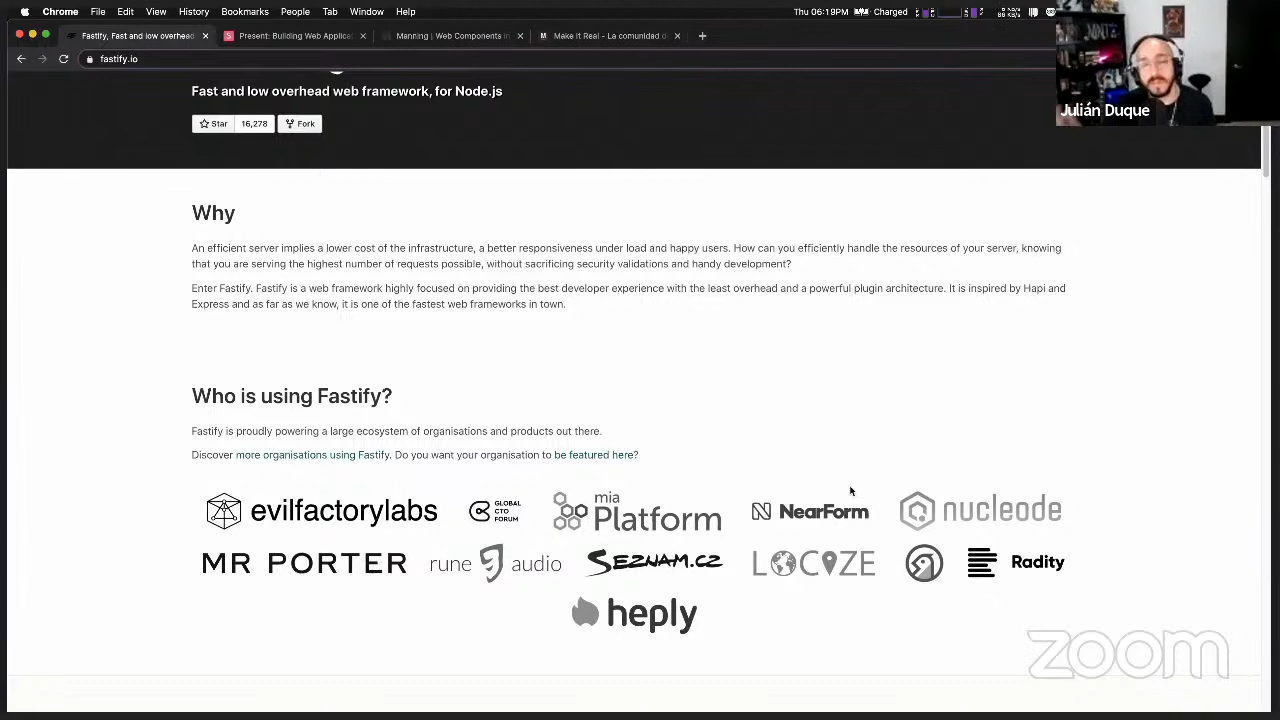 Chrome File Edit View History Bookmarks People Tab Window Help Thu 06:19PM Charged
Fastify, Fast and low overhead Present: Building Web Applica ring | Web Components in Make it Real - La comunidad d
fastify.io
Julián Duque
Fast and low overhead web framework, for Node.js
Star 16,278 Fork
Why
An efficient server implies a lower cost of the infrastructure, a better responsiveness under load and happy users. How can you efficiently handle the resources of your server, knowing
that you are serving the highest number of requests possible, without sacrificing security validations and handy development?
Enter Fastify. Fastify is a web framework highly focused on providing the best developer experience with the least overhead and a powerful plugin architecture. It is inspired by Hapi and
Express and as far as we know, it is one of the fastest web frameworks in town.
Who is using Fastify?
Fastify is proudly powering a large ecosystem of organisations and products out there.
Discover more organisations using Fastify. Do you want your organisation to be featured here?
evilfactorylabs GLOBAL CTO FORUM mia Platform NearForm nucleode
MR PORTER rune audio SEZNAM.CZ LOCIZE Radity
heply
zoom